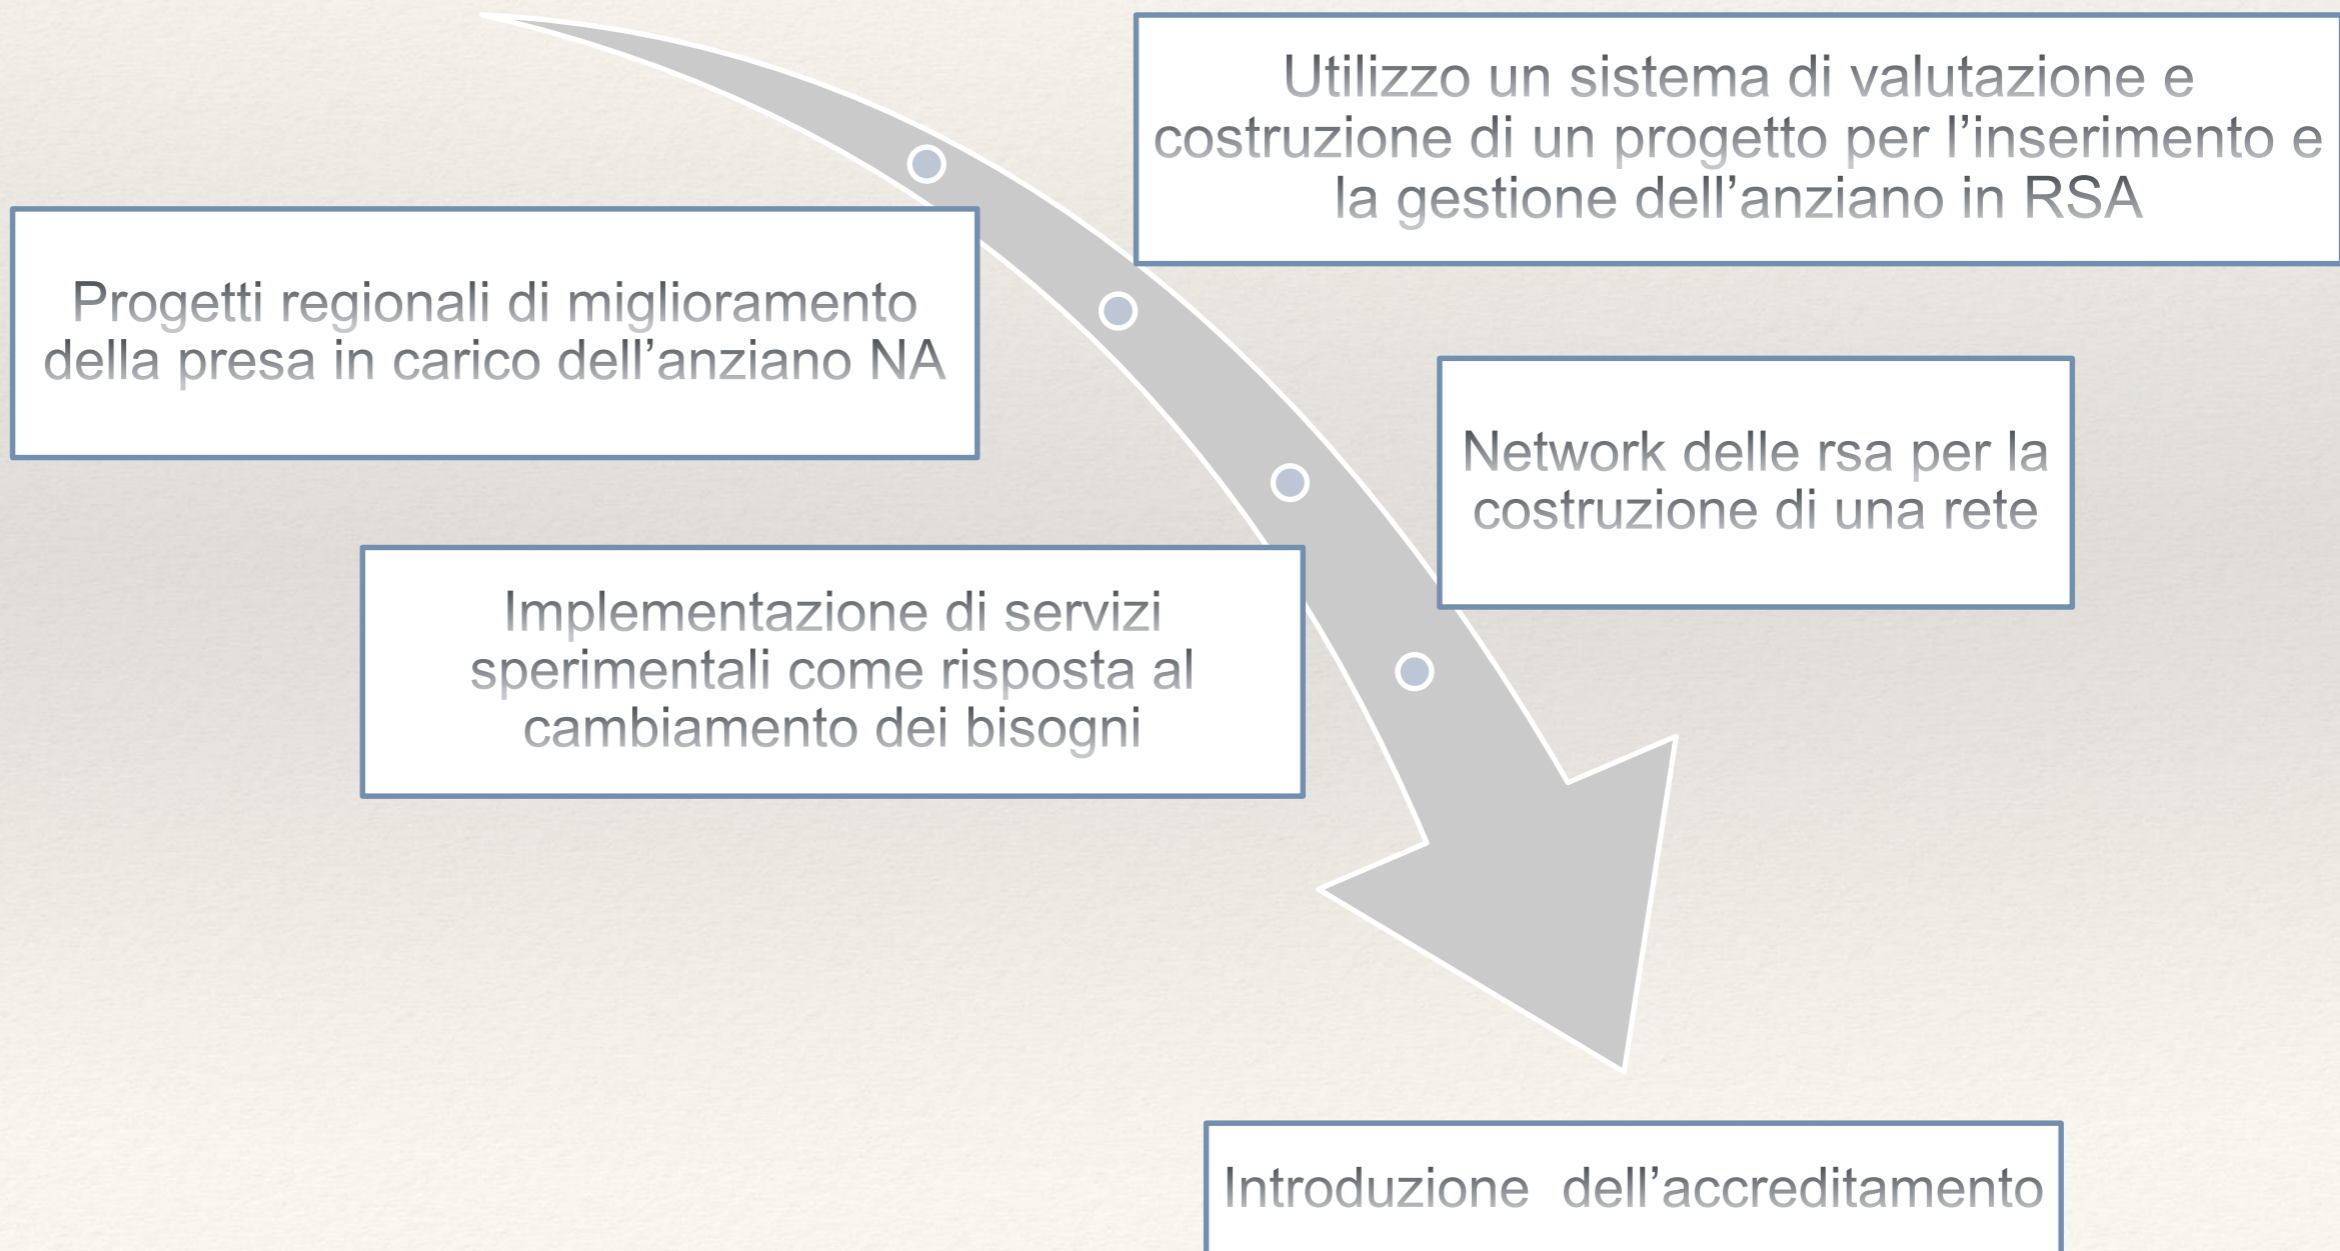 Utilizzo un sistema di valutazione e
costruzione di un progetto per l’inserimento e
la gestione dell’anziano in RSA
Progetti regionali di miglioramento
della presa in carico dell’anziano NA
Network delle rsa per la
costruzione di una rete
Implementazione di servizi
sperimentali come risposta al
cambiamento dei bisogni
Introduzione dell’accreditamento